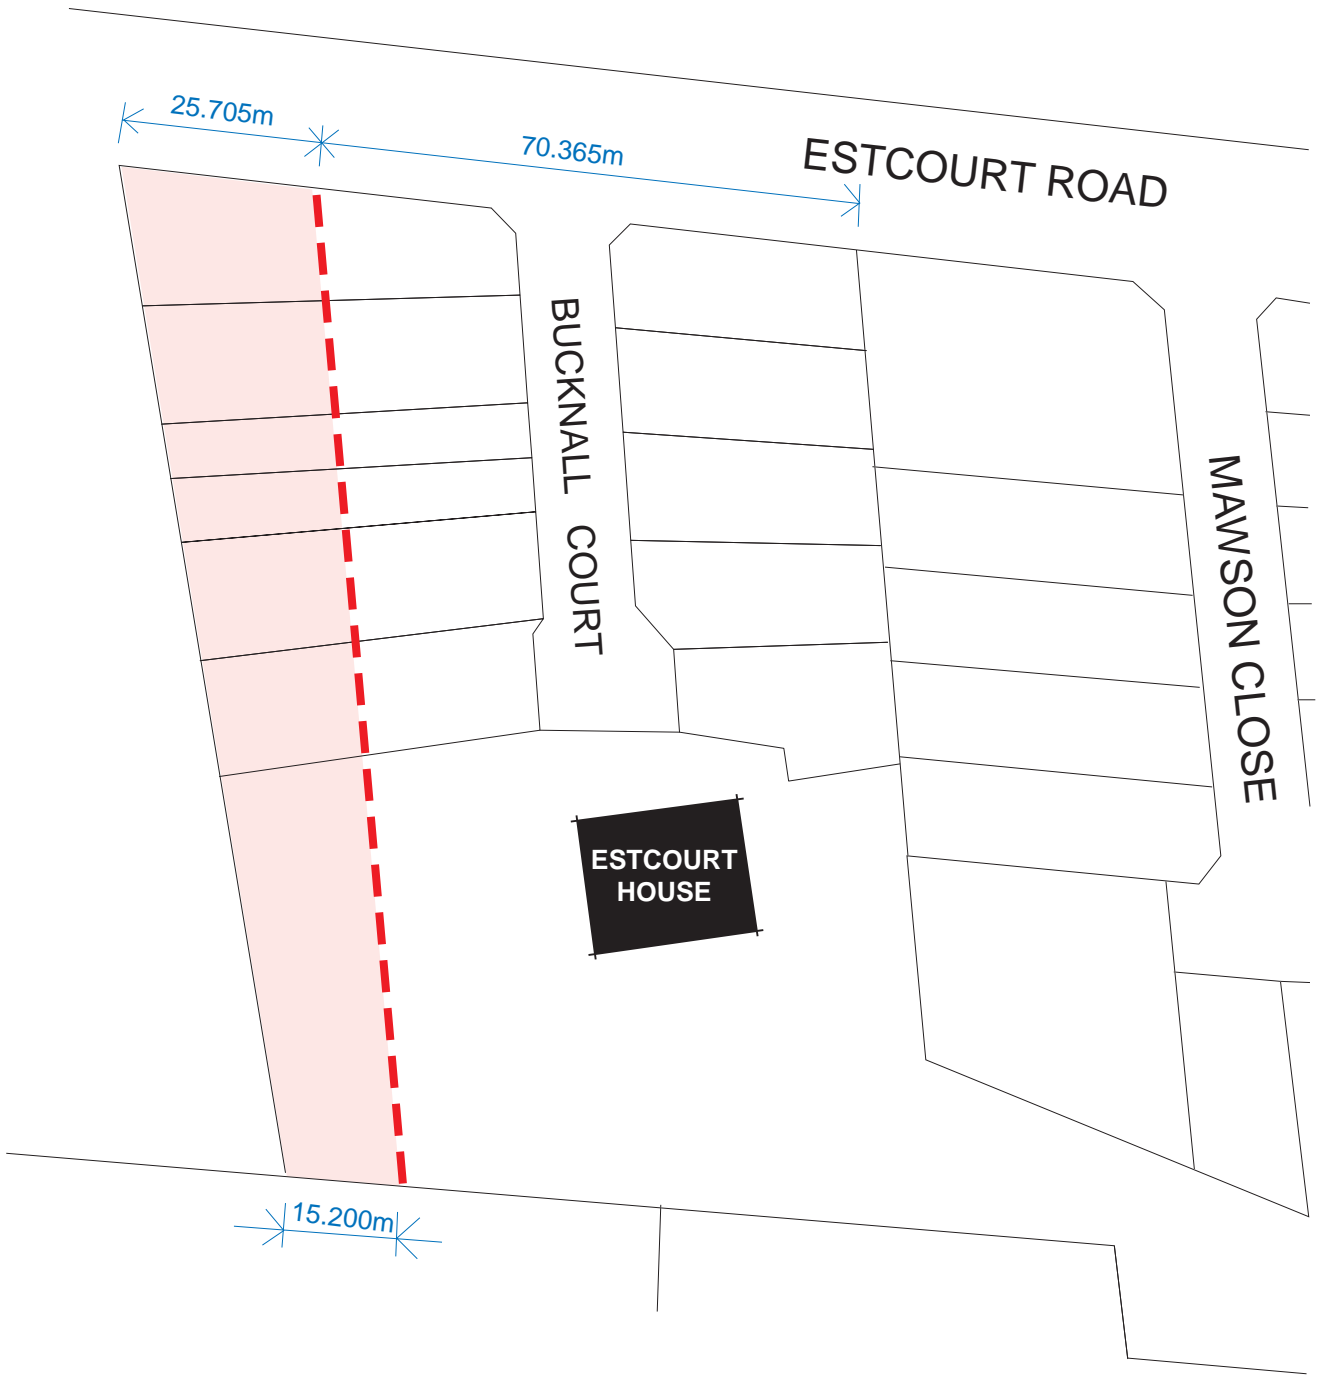 25.705m
70.365m
ESTCOURT ROAD
BUCKNALL COURT
MAWSON CLOSE
ESTCOURT
HOUSE
15.200m